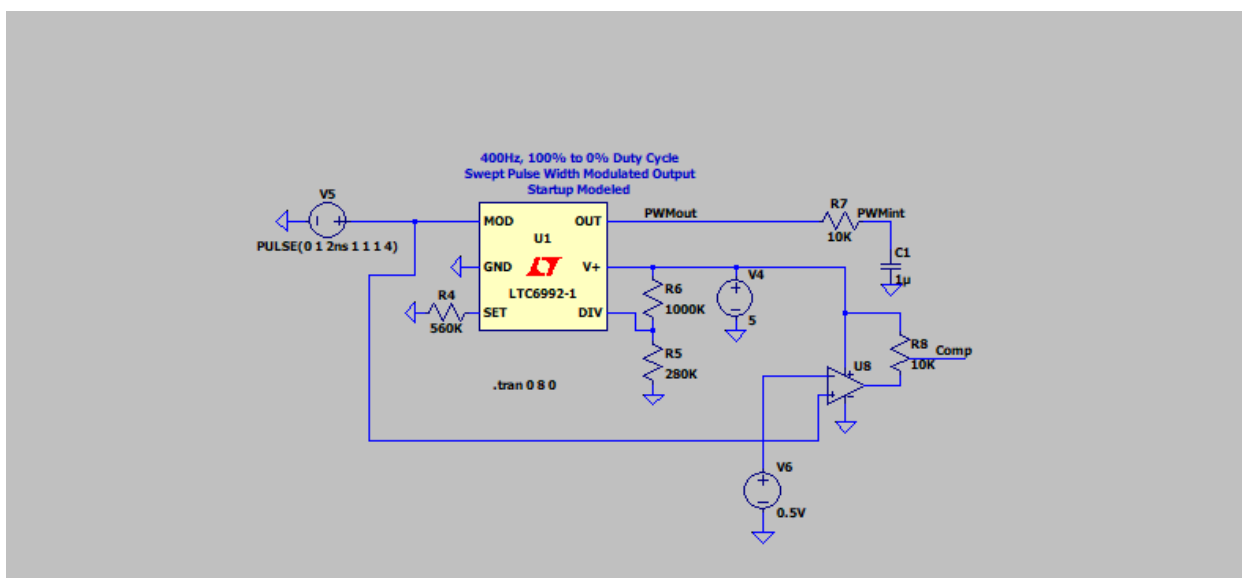 400Hz, 100% to 0% Duty Cycle
Swept Pulse Width Modulated Output
Startup Modeled
V5
PULSE(0 1 2ns 1 1 1 4)
MOD
OUT
U1
GND
V+
LTC6992-1
SET
DIV
R4
560K
PWMout
R7
10K
PWMint
C1
1µ
R6
1000K
V4
5
R5
280K
R8
10K
Comp
U8
.tran 0 8 0
V6
0.5V